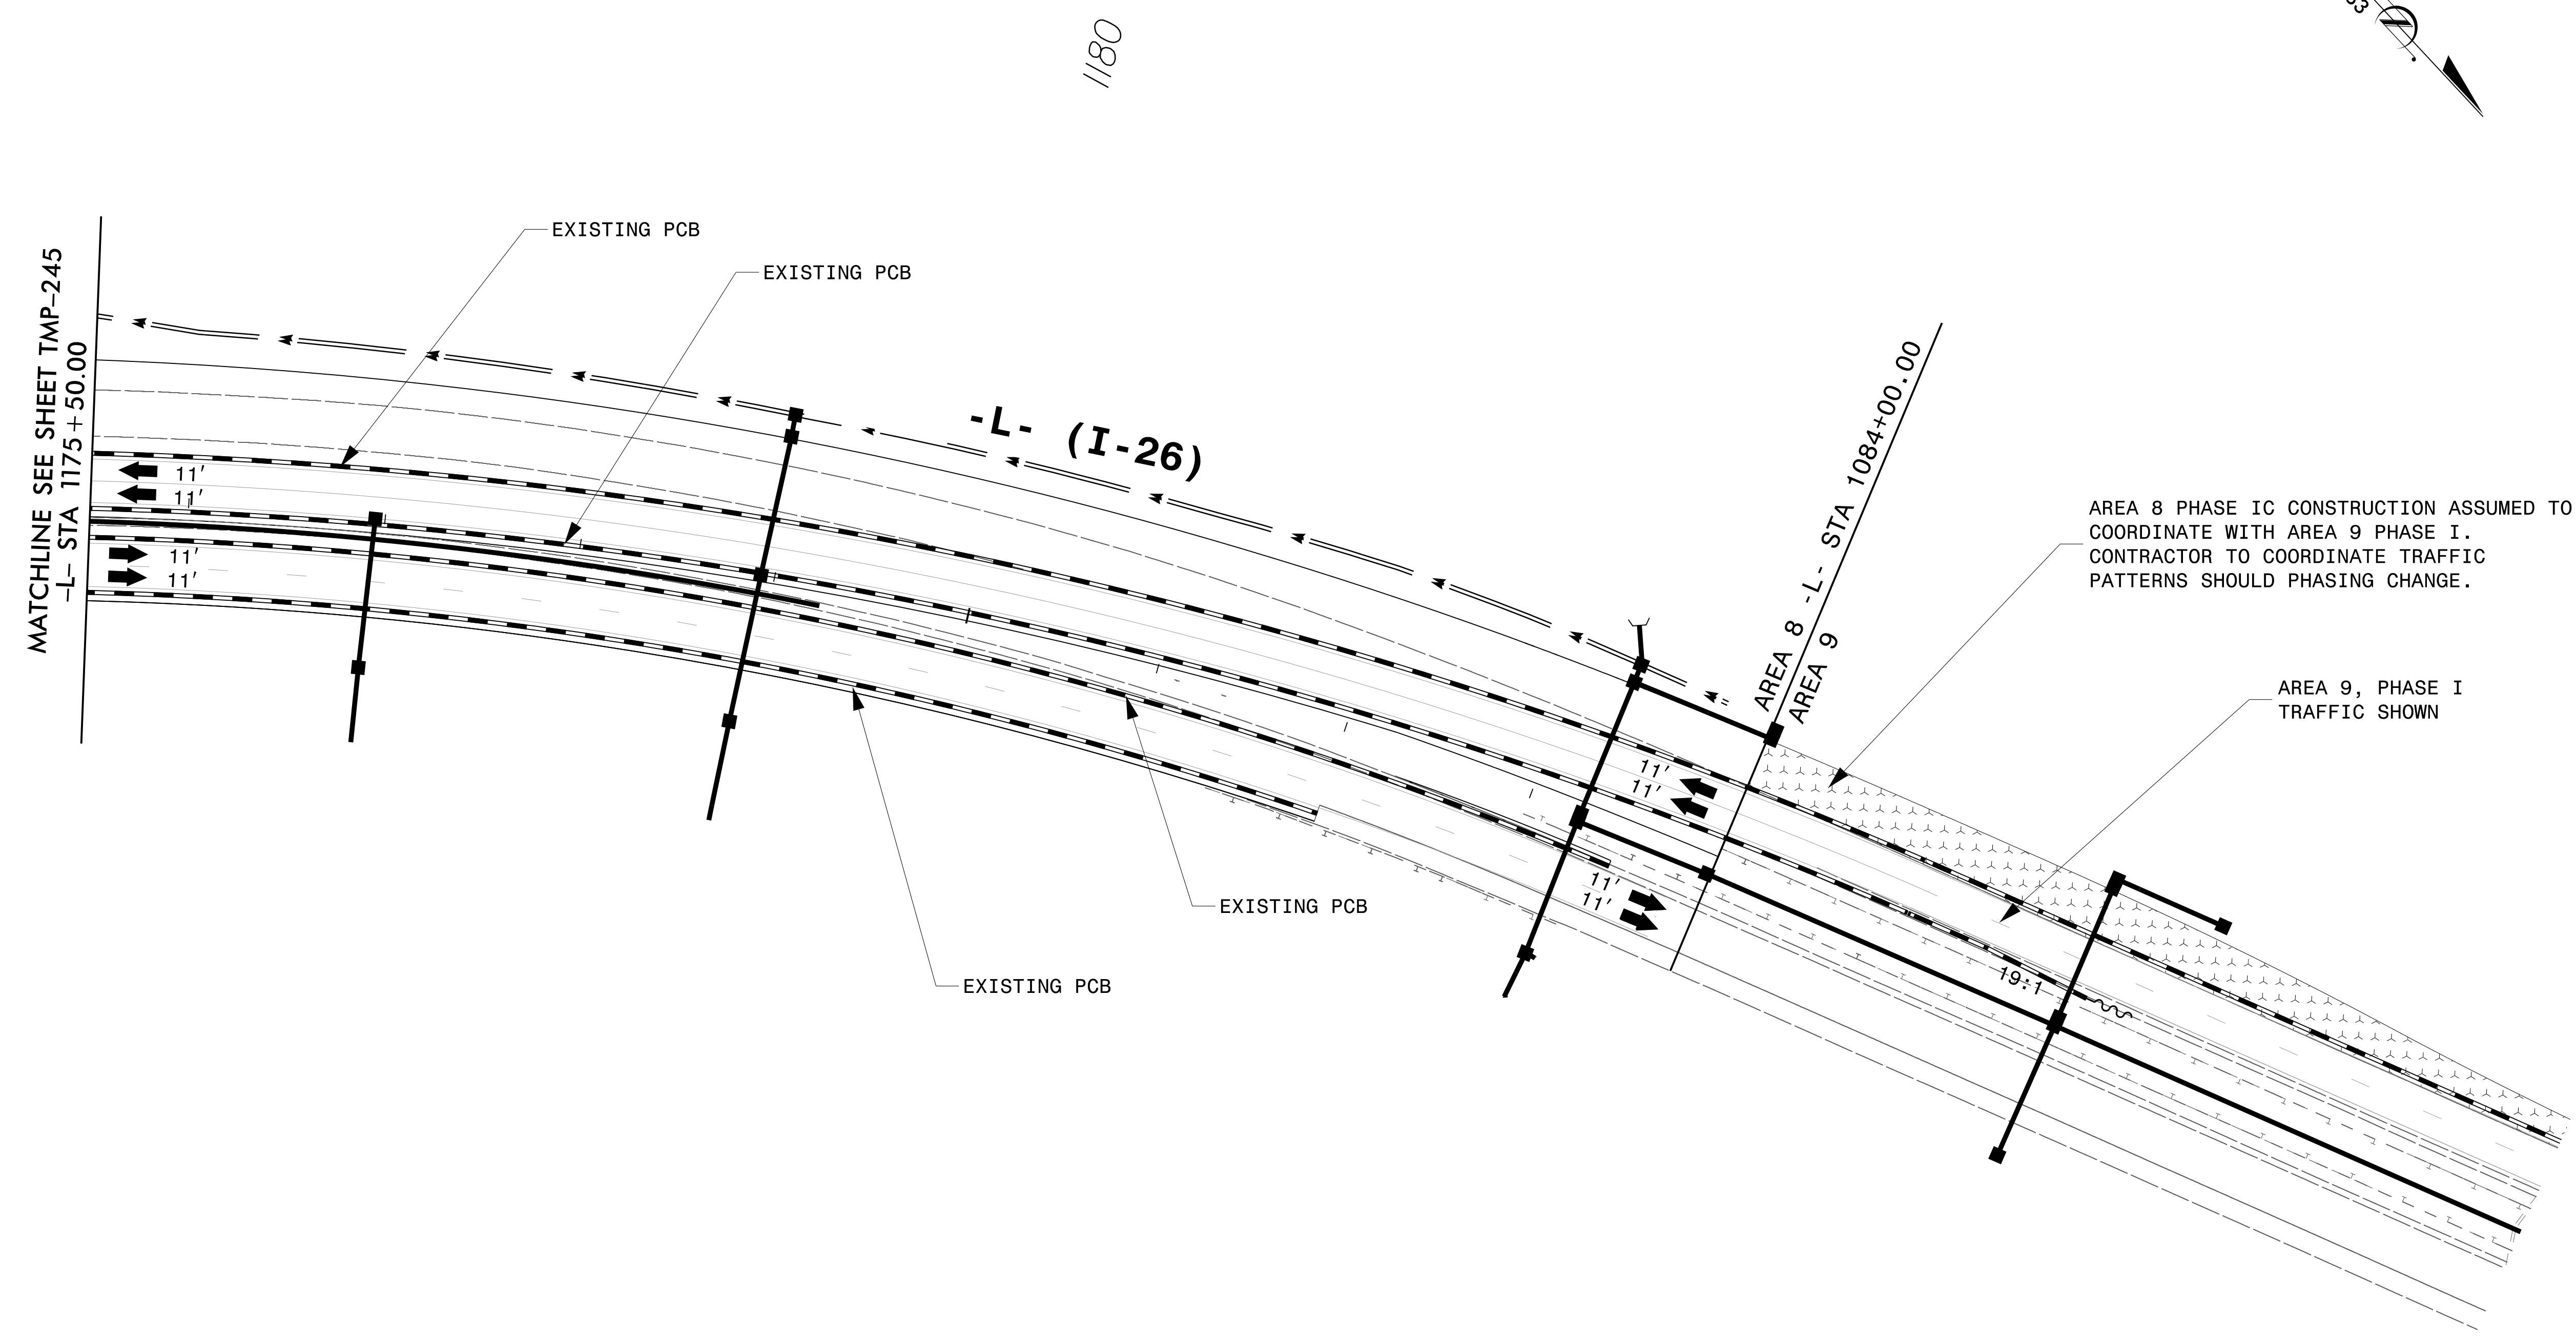 1180
EXISTING PCB
EXISTING PCB
MATCHLINE SEE SHEET TMP-245
-L- STA 1175+50.00
-L- (I-26)
AREA 8 -L- STA 1084+00.00
AREA 9
AREA 8 PHASE IC CONSTRUCTION ASSUMED TO
COORDINATE WITH AREA 9 PHASE I.
CONTRACTOR TO COORDINATE TRAFFIC
PATTERNS SHOULD PHASING CHANGE.
AREA 9, PHASE I
TRAFFIC SHOWN
11'
11'
11'
11'
11'
11'
11'
11'
EXISTING PCB
EXISTING PCB
19:1